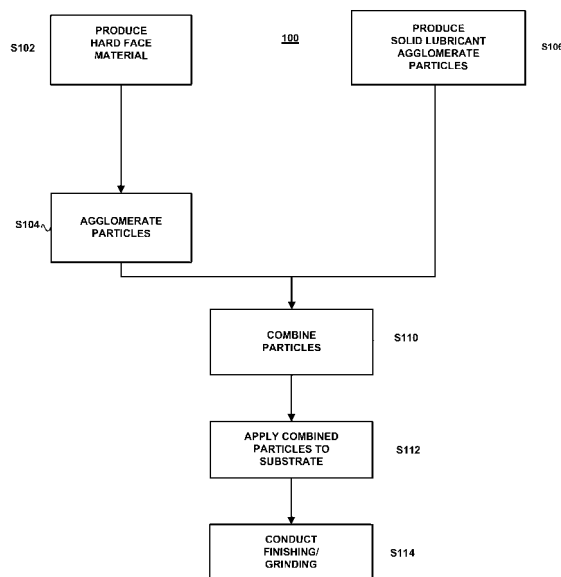 S102
PRODUCE
HARD FACE
MATERIAL
100
PRODUCE
SOLID LUBRICANT
AGGLOMERATE
PARTICLES
S106
S104
AGGLOMERATE
PARTICLES
COMBINE
PARTICLES
S110
APPLY COMBINED
PARTICLES TO
SUBSTRATE
S112
CONDUCT
FINISHING/
GRINDING
S114